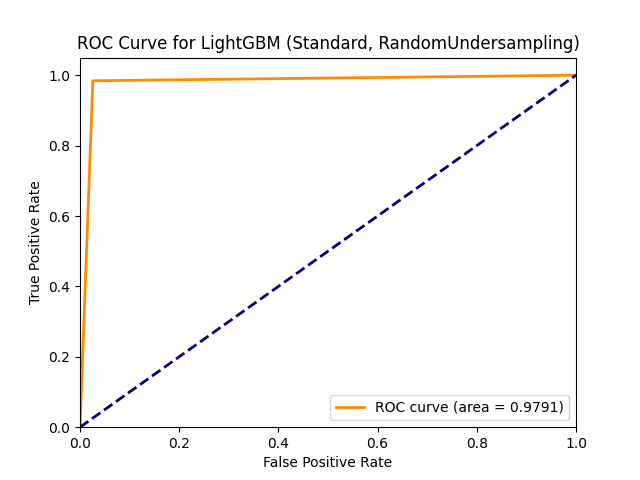 ROC Curve for LightGBM (Standard, RandomUndersampling)
1.0
0.8
0.6
0.4
0.2
0.0
True Positive Rate
ROC curve (area = 0.9791)
0.0 0.2 0.4 0.6 0.8 1.0
False Positive Rate